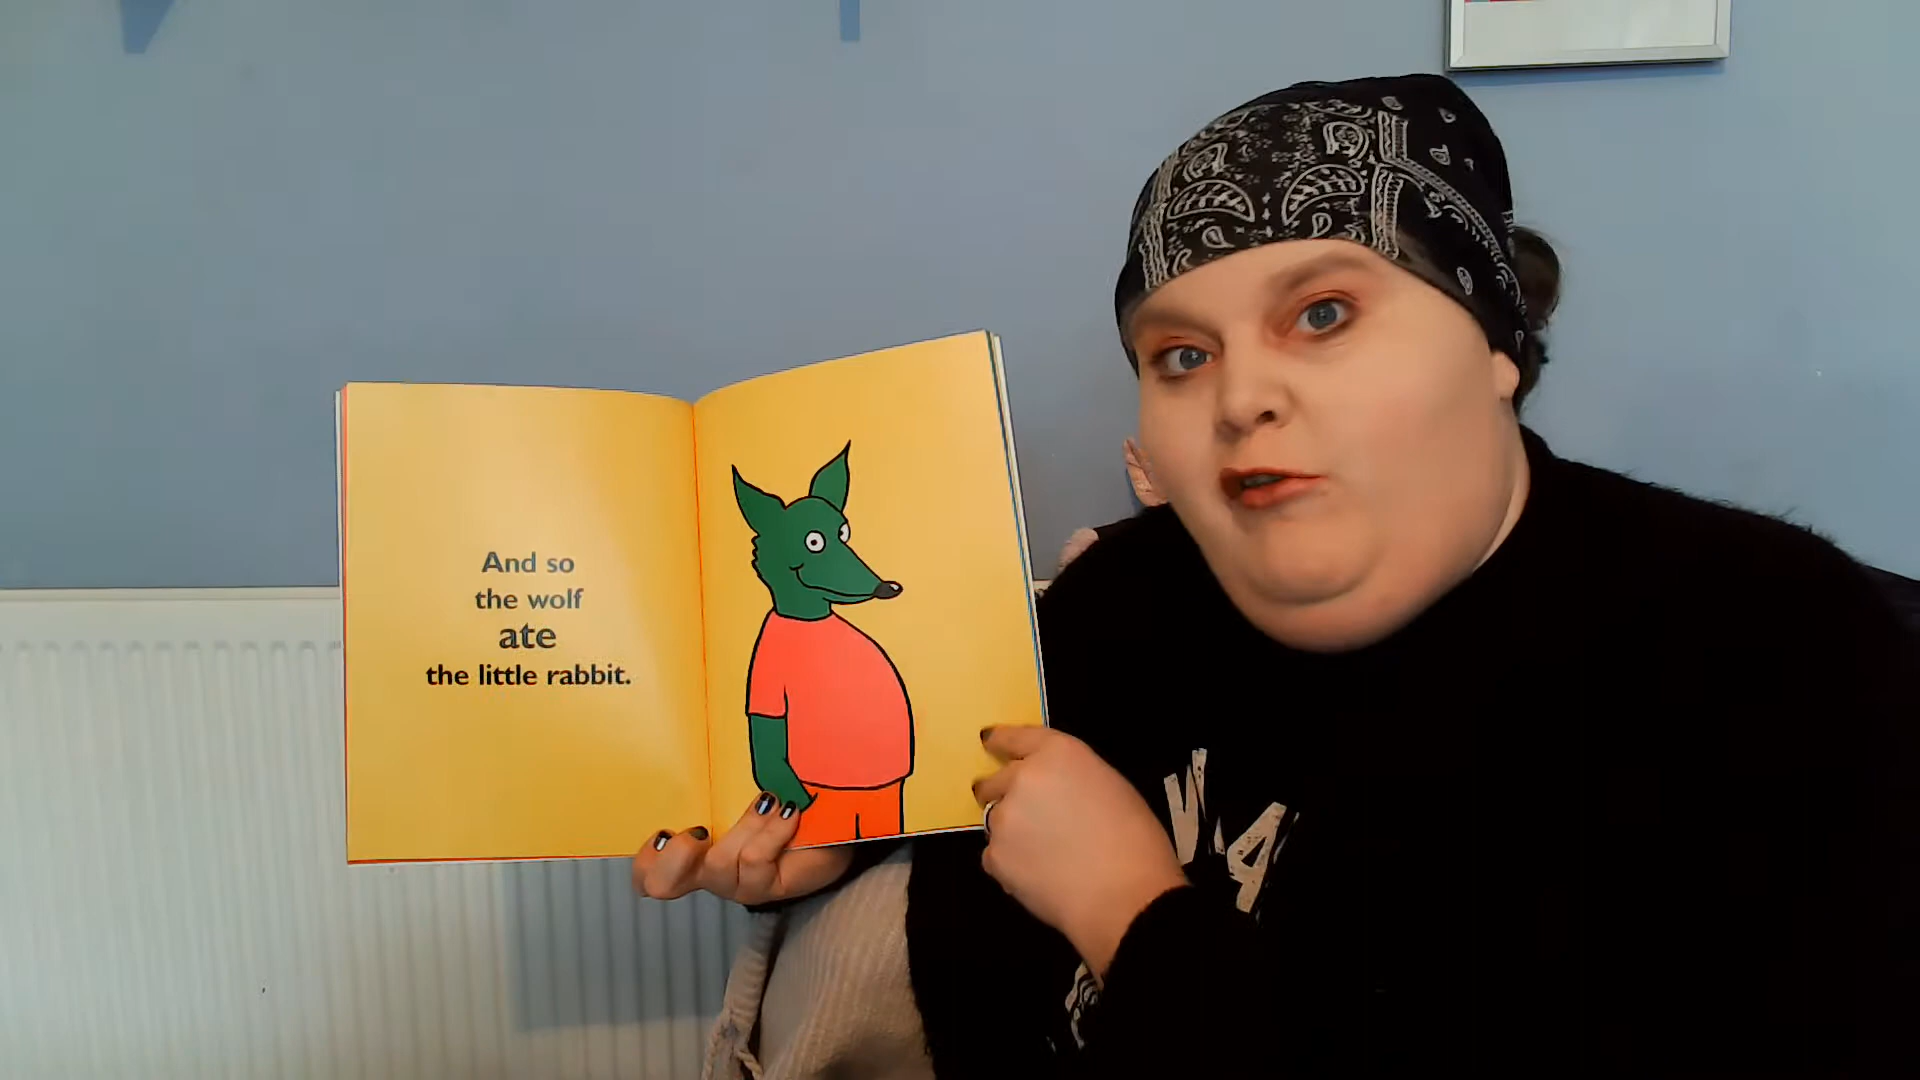 And so
the wolf
ate
the little rabbit.